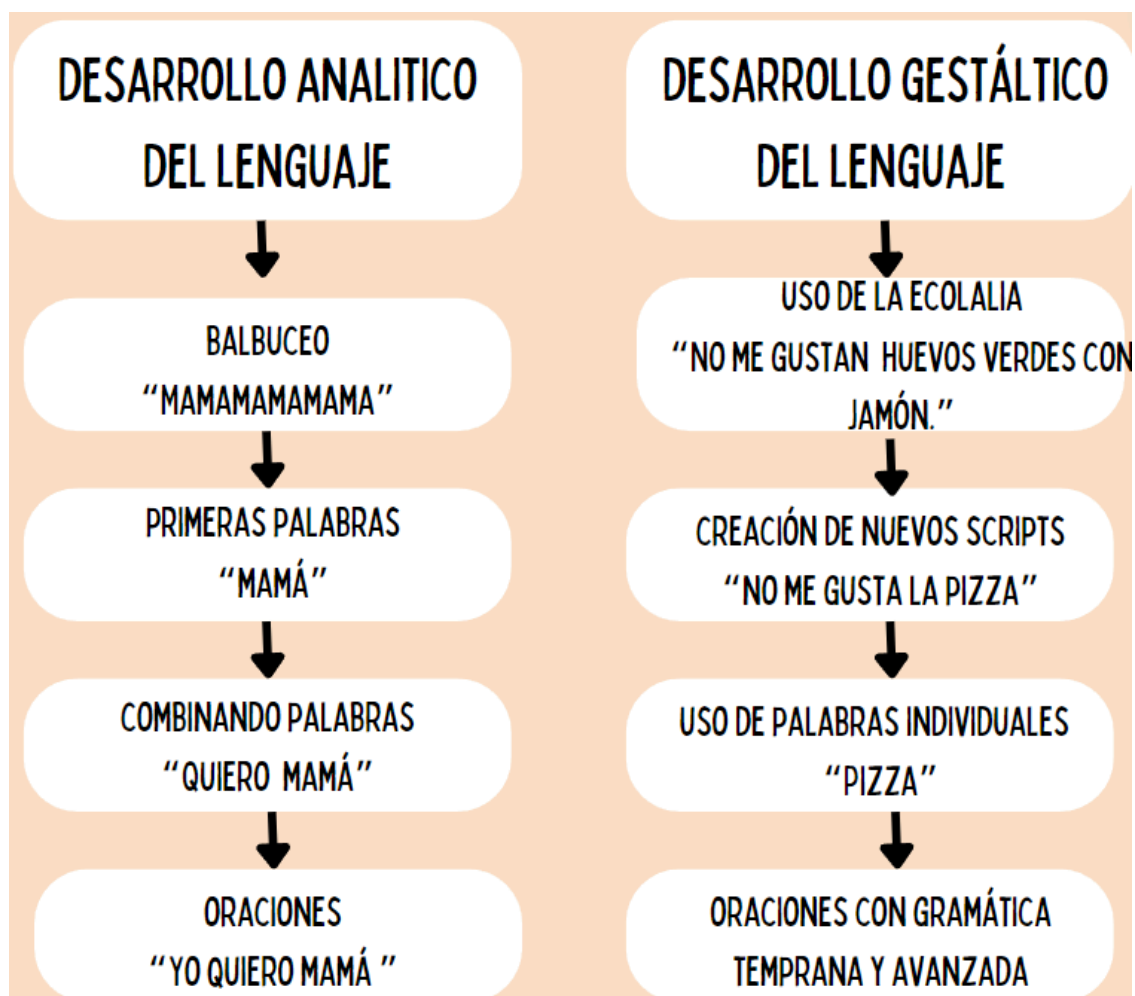 DESARROLLO ANALITICO
DEL LENGUAJE
BALBUCEO
“MAMAMAMAMAMA”
PRIMERAS PALABRAS
“MAMÁ”
COMBINANDO PALABRAS
“QUIERO MAMÁ”
ORACIONES
“YO QUIERO MAMÁ”
DESARROLLO GESTÁLTICO
DEL LENGUAJE
USO DE LA ECOLALIA
“NO ME GUSTAN HUEVOS VERDES CON
JAMÓN.”
CREACIÓN DE NUEVOS SCRIPTS
“NO ME GUSTA LA PIZZA”
USO DE PALABRAS INDIVIDUALES
“PIZZA”
ORACIONES CON GRAMÁTICA
TEMPRANA Y AVANZADA